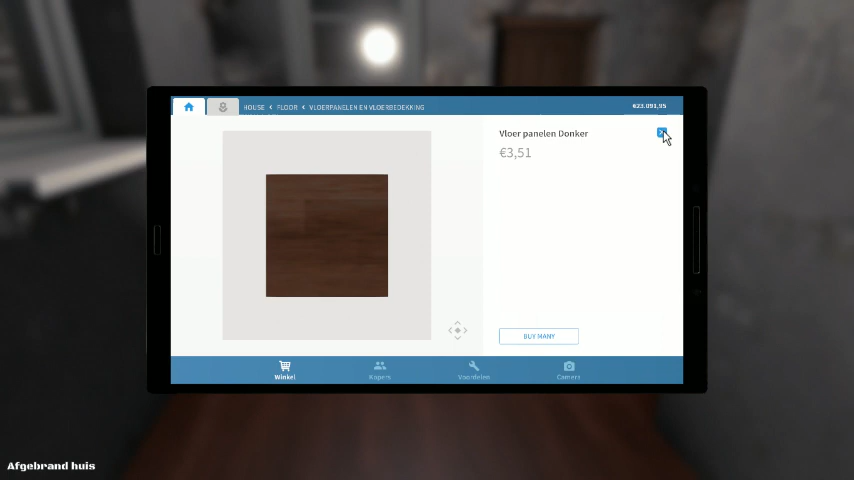 HOUSE < FLOOR < VLOERPANELEN EN VLOERBEDEKKING
€23.091,95
Vloer panelen Donker
€3,51
BUY MANY
Winkel
Kopers
Voordelen
Camera
Afgebrand huis